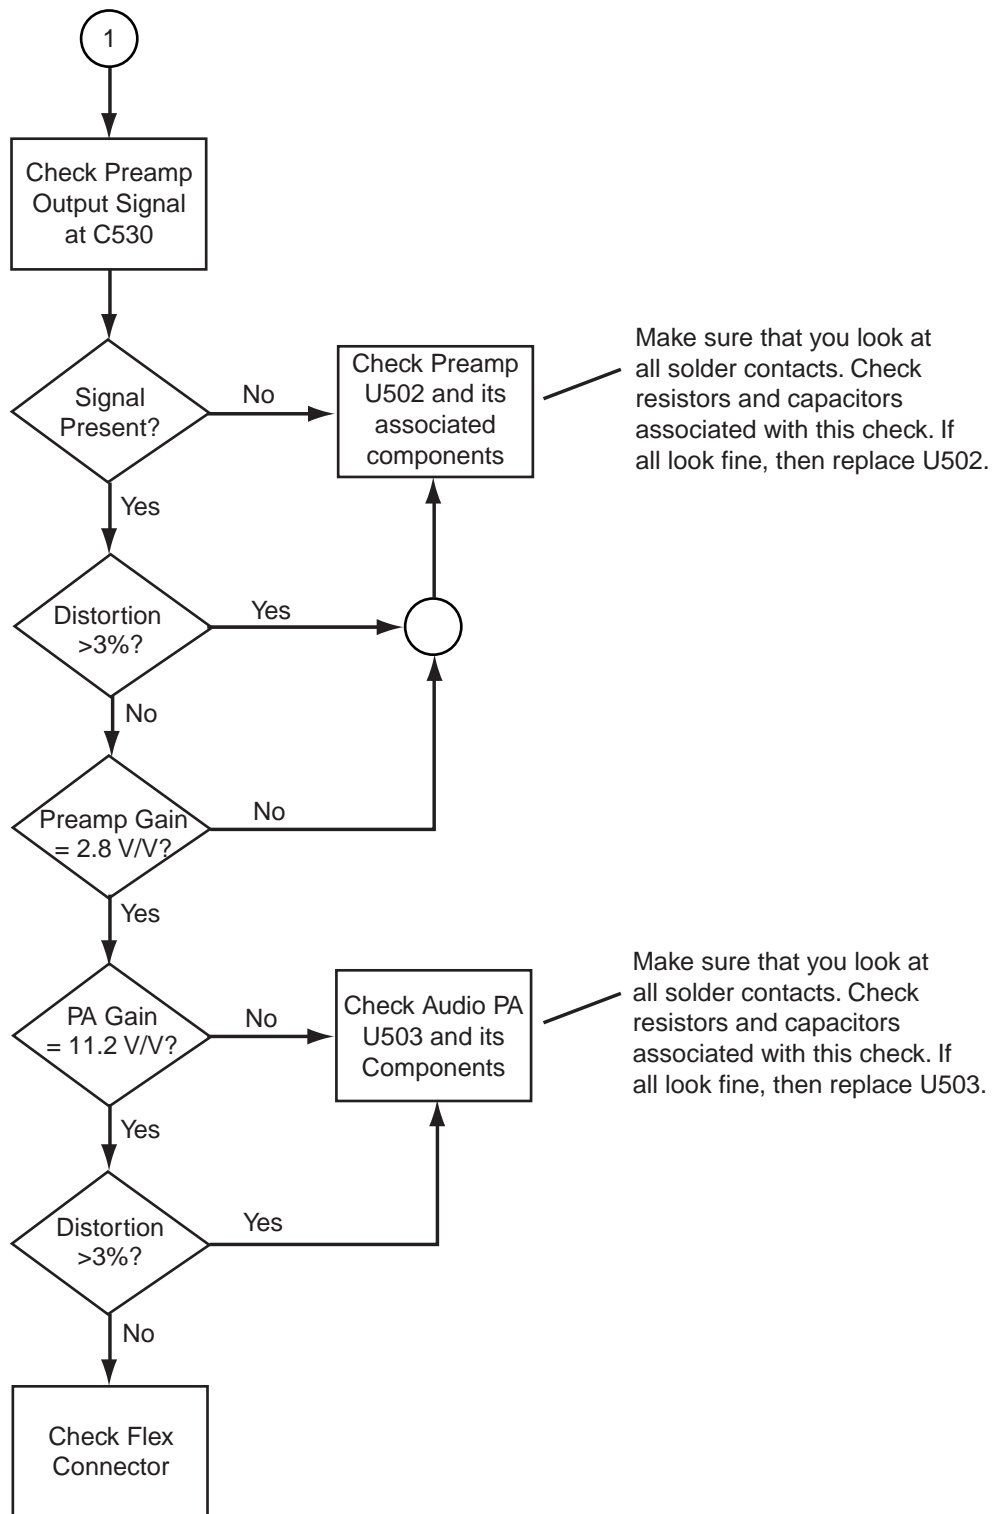 1
Check Preamp
Output Signal
at C530
Signal
Present?
No
Check Preamp
U502 and its
associated
components
Make sure that you look at
all solder contacts. Check
resistors and capacitors
associated with this check. If
all look fine, then replace U502.
Yes
Distortion
>3%?
Yes
No
Preamp Gain
= 2.8 V/V?
No
Yes
PA Gain
= 11.2 V/V?
No
Check Audio PA
U503 and its
Components
Make sure that you look at
all solder contacts. Check
resistors and capacitors
associated with this check. If
all look fine, then replace U503.
Yes
Distortion
>3%?
Yes
No
Check Flex
Connector